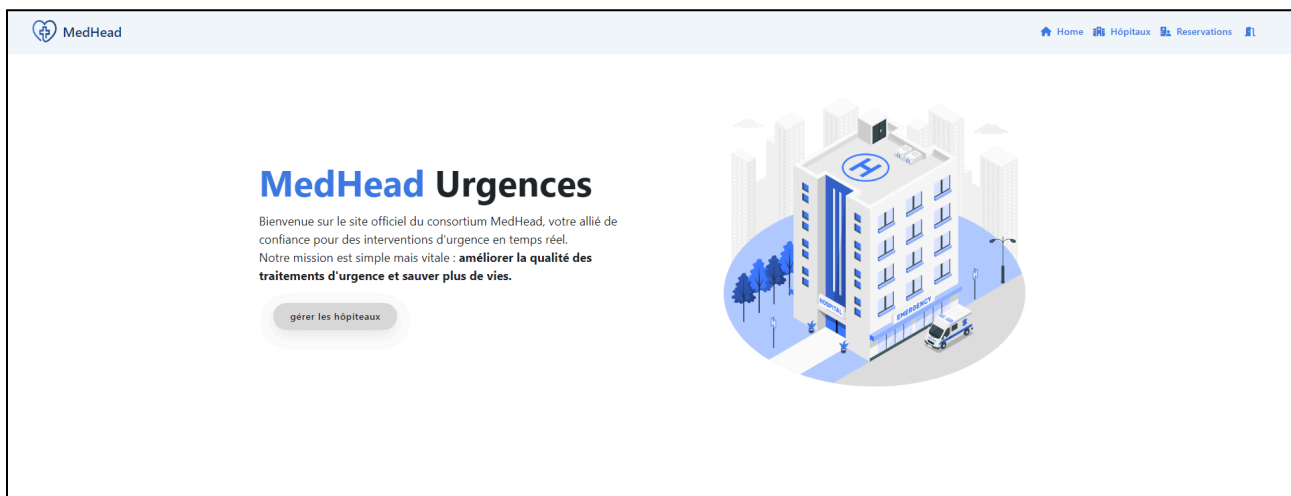 MedHead
Home Hôpitaux Reservations
MedHead Urgences
Bienvenue sur le site officiel du consortium MedHead, votre allié de
confiance pour des interventions d'urgence en temps réel.
Notre mission est simple mais vitale : améliorer la qualité des
traitements d'urgence et sauver plus de vies.
gérer les hôpiteaux
H
HOSPITAL
EMERGENCY